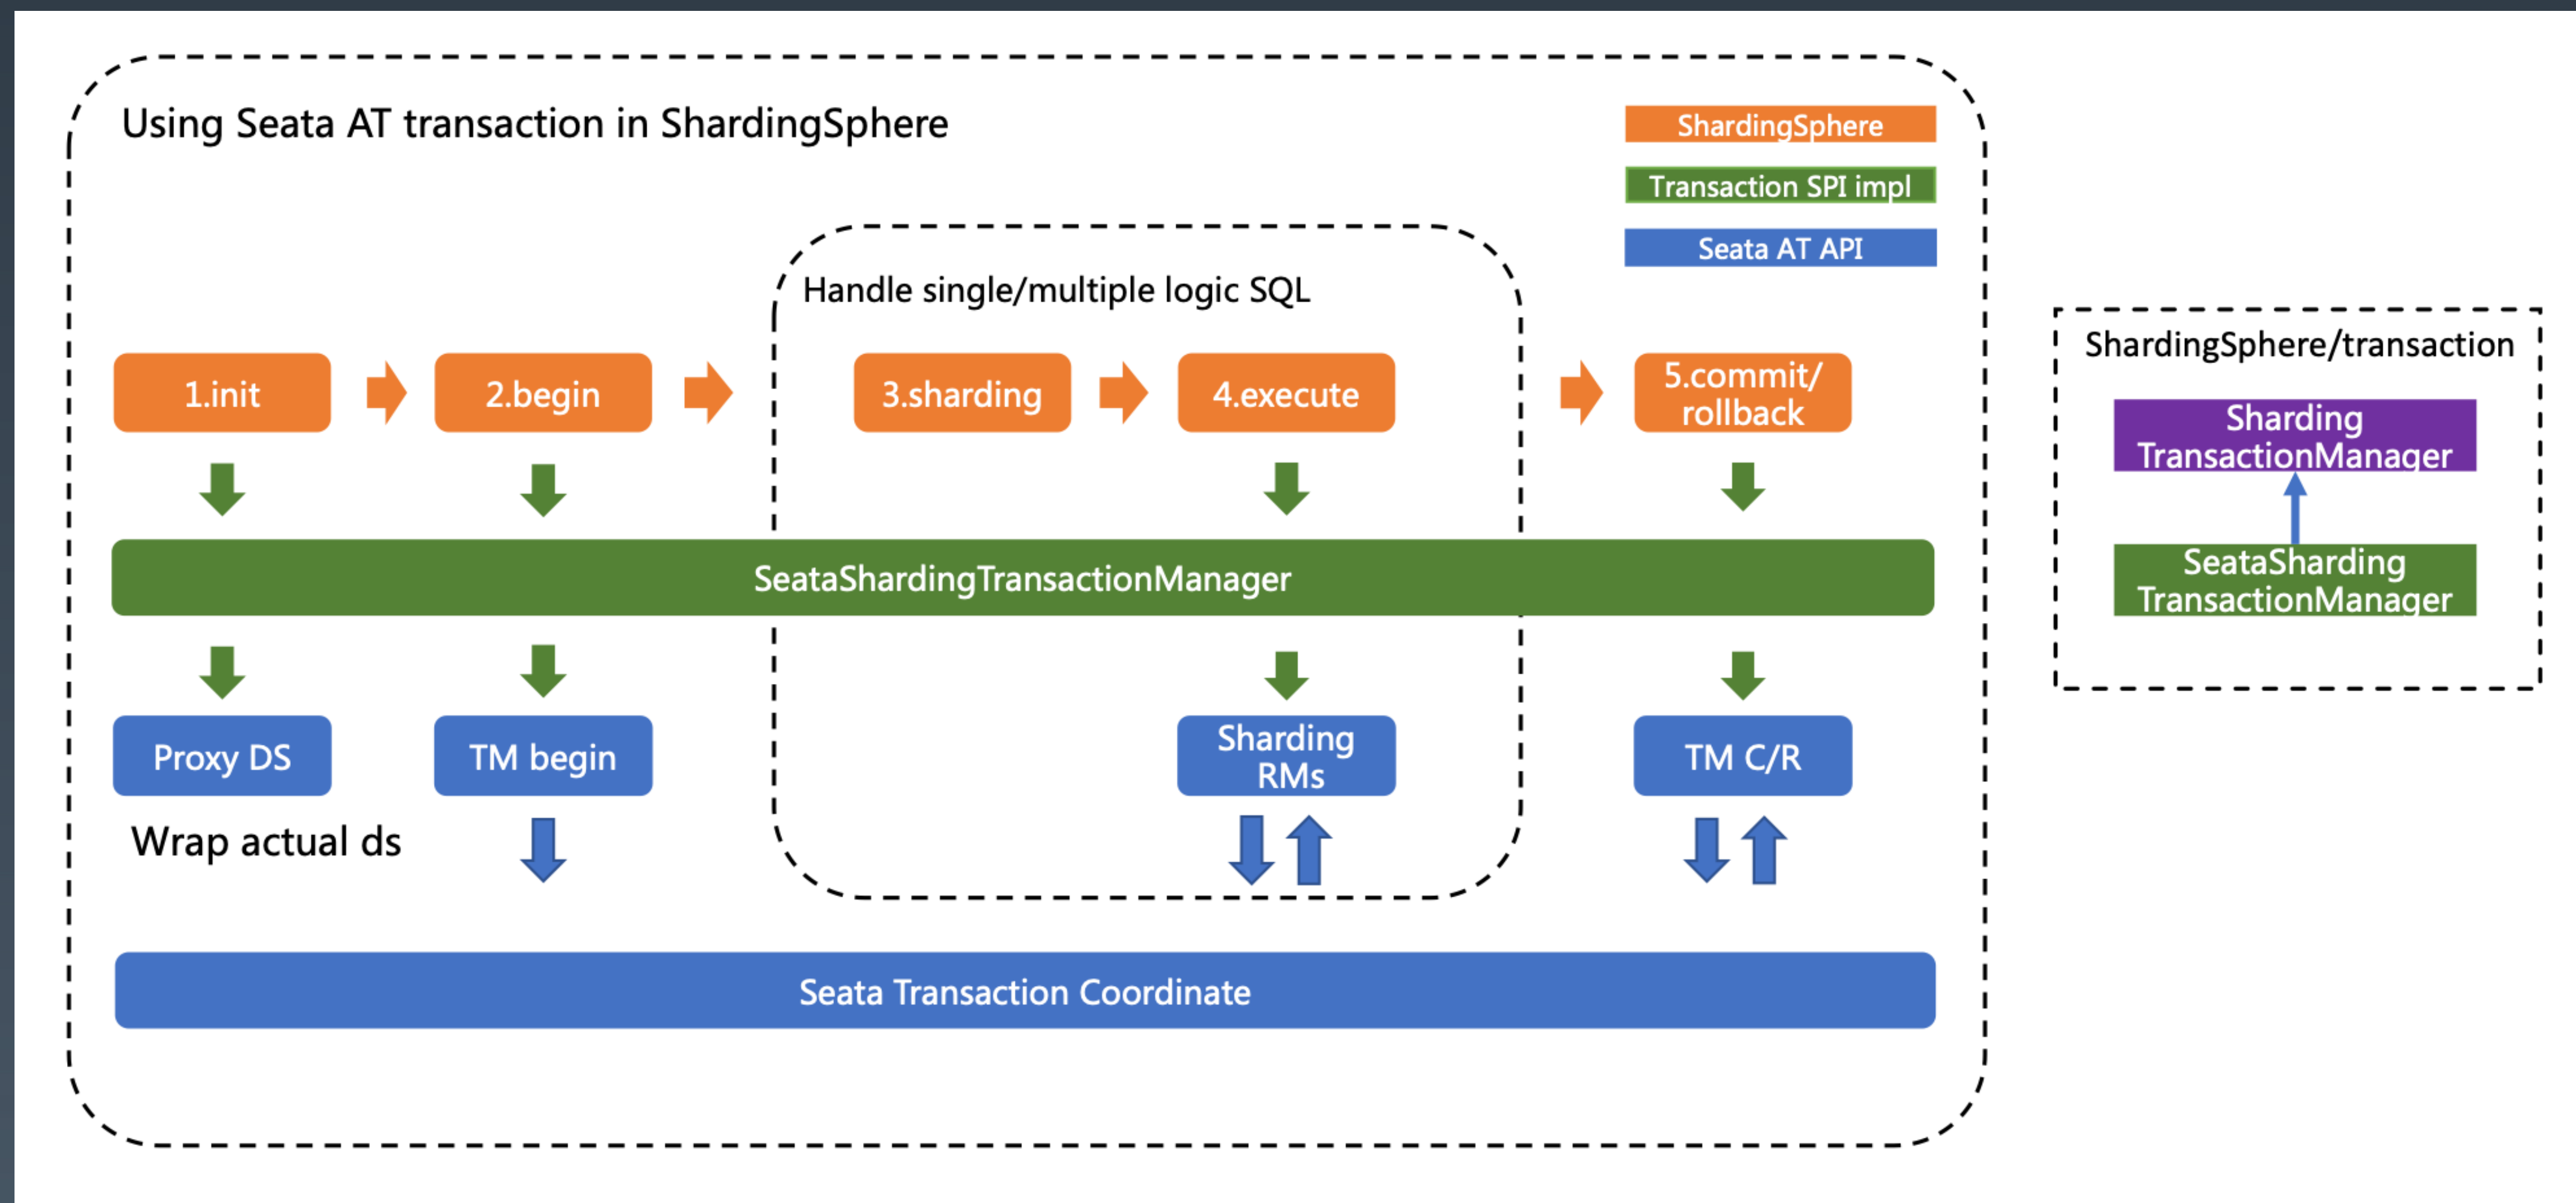 Using Seata AT transaction in ShardingSphere
ShardingSphere
Transaction SPI impl
Seata AT API
Handle single/multiple logic SQL
1.init
2.begin
3.sharding
4.execute
5.commit/
rollback
SeataShardingTransactionManager
Proxy DS
TM begin
Sharding
RMs
TM C/R
Wrap actual ds
Seata Transaction Coordinate
ShardingSphere/transaction
Sharding
TransactionManager
SeataSharding
TransactionManager